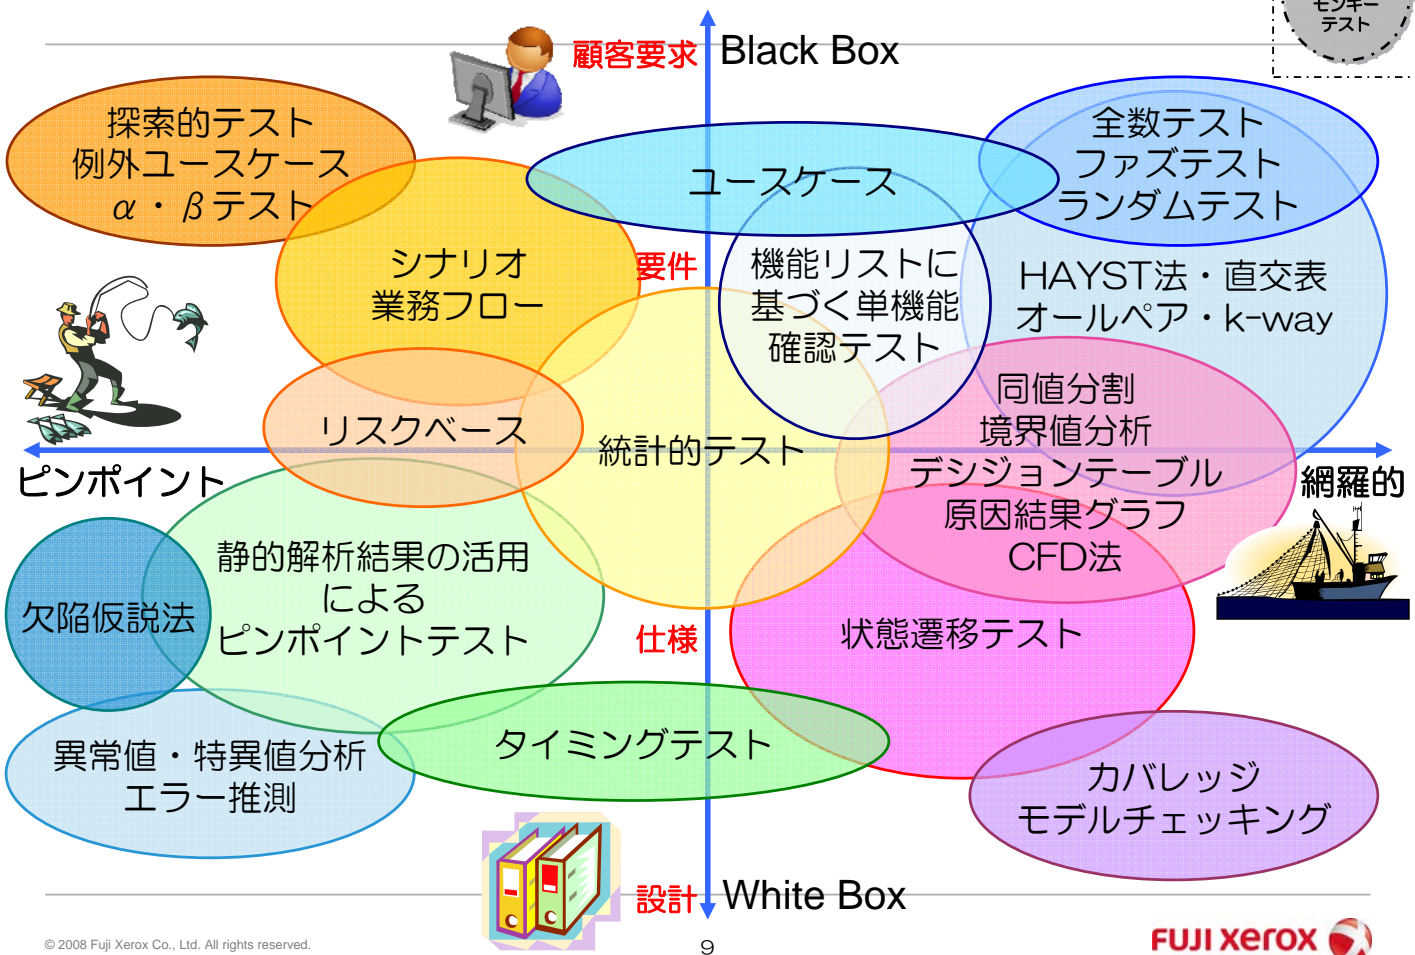 モンキー
テスト
顧客要求
Black Box
探索的テスト
例外ユースケース
α・βテスト
ユースケース
全数テスト
ファズテスト
ランダムテスト
シナリオ
業務フロー
要件
機能リストに
基づく単機能
確認テスト
HAYST法・直交表
オールペア・k-way
リスクベース
統計的テスト
同値分割
境界値分析
デシジョンテーブル
原因結果グラフ
CFD法
ピンポイント
網羅的
静的解析結果の活用
による
ピンポイントテスト
欠陥仮説法
仕様
状態遷移テスト
異常値・特異値分析
エラー推測
タイミングテスト
カバレッジ
モデルチェッキング
設計
White Box
© 2008 Fuji Xerox Co., Ltd. All rights reserved.
9
FUJI xerox